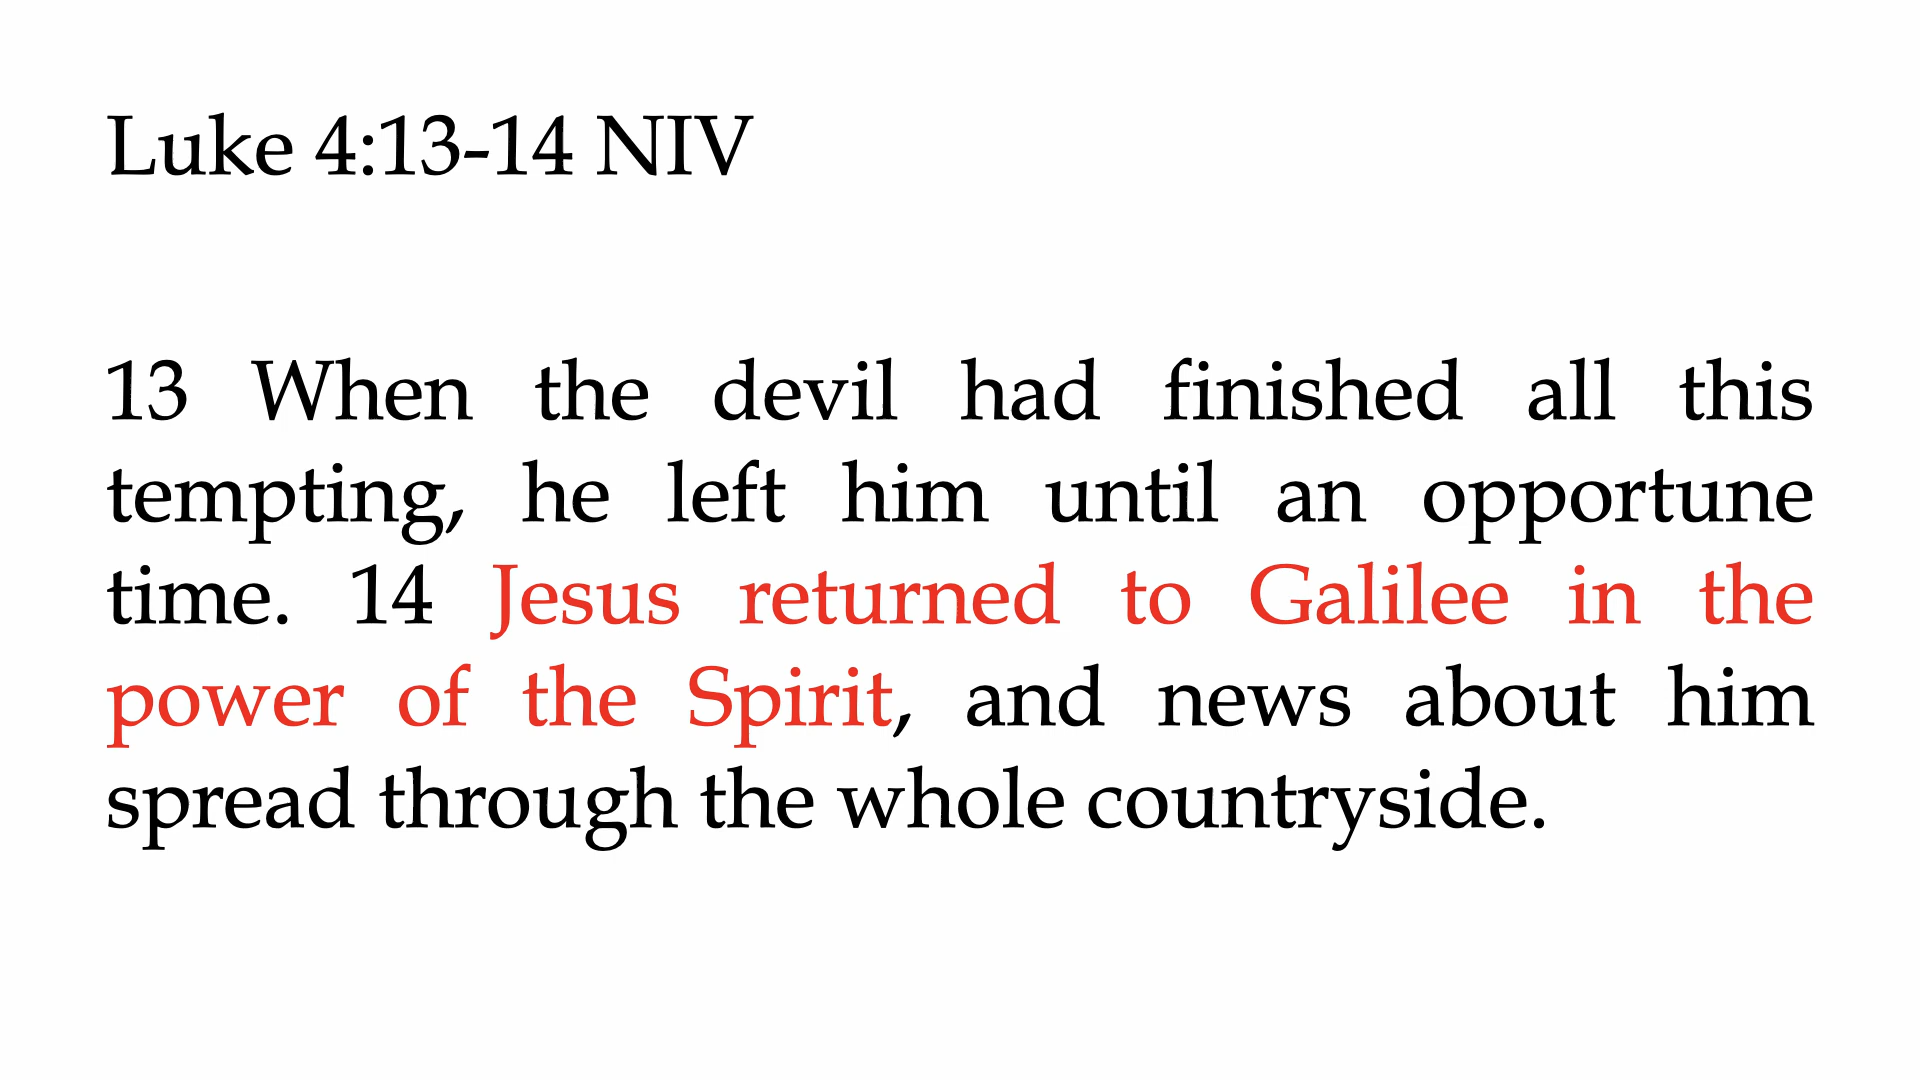 Luke 4:13-14 NIV
13 When the devil had finished all this
tempting, he left him until an opportune
time. 14 Jesus returned to Galilee in the
power of the Spirit, and news about him
spread through the whole countryside.